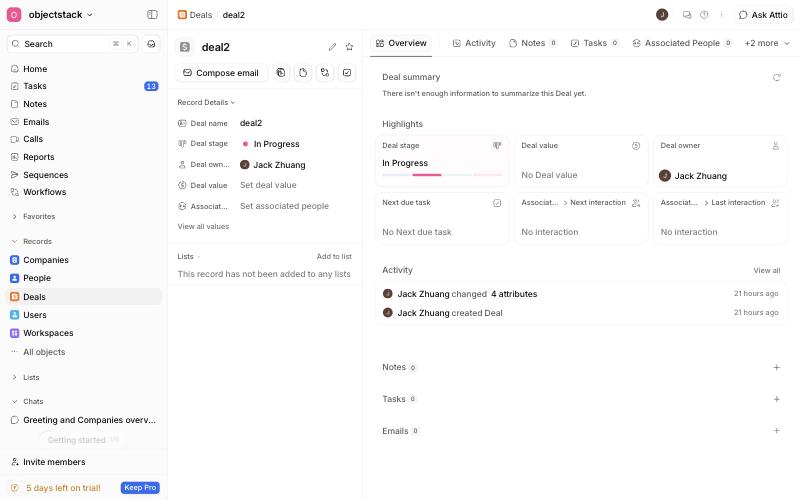 objectstack
Search
⌘ K
Home
Tasks 13
Notes
Emails
Calls
Reports
Sequences
Workflows
Favorites
Records
Companies
People
Deals
Users
Workspaces
All objects
Lists
Chats
Greeting and Companies overv...
Getting started
Invite members
5 days left on trial! Keep Pro
Deals deal2
J Ask Attio
$ deal2
Compose email
Record Details
Deal name deal2
Deal stage In Progress
Deal own... J Jack Zhuang
Deal value Set deal value
Associat... Set associated people
View all values
Lists Add to list
This record has not been added to any lists
Overview Activity Notes 0 Tasks 0 Associated People 0 +2 more
Deal summary
There isn't enough information to summarize this Deal yet.
Highlights
Deal stage
In Progress
Deal value
No Deal value
Deal owner
J Jack Zhuang
Next due task
No Next due task
Associat... > Next interaction
No interaction
Associat... > Last interaction
No interaction
Activity View all
J Jack Zhuang changed 4 attributes 21 hours ago
J Jack Zhuang created Deal 21 hours ago
Notes 0 +
Tasks 0 +
Emails 0 +